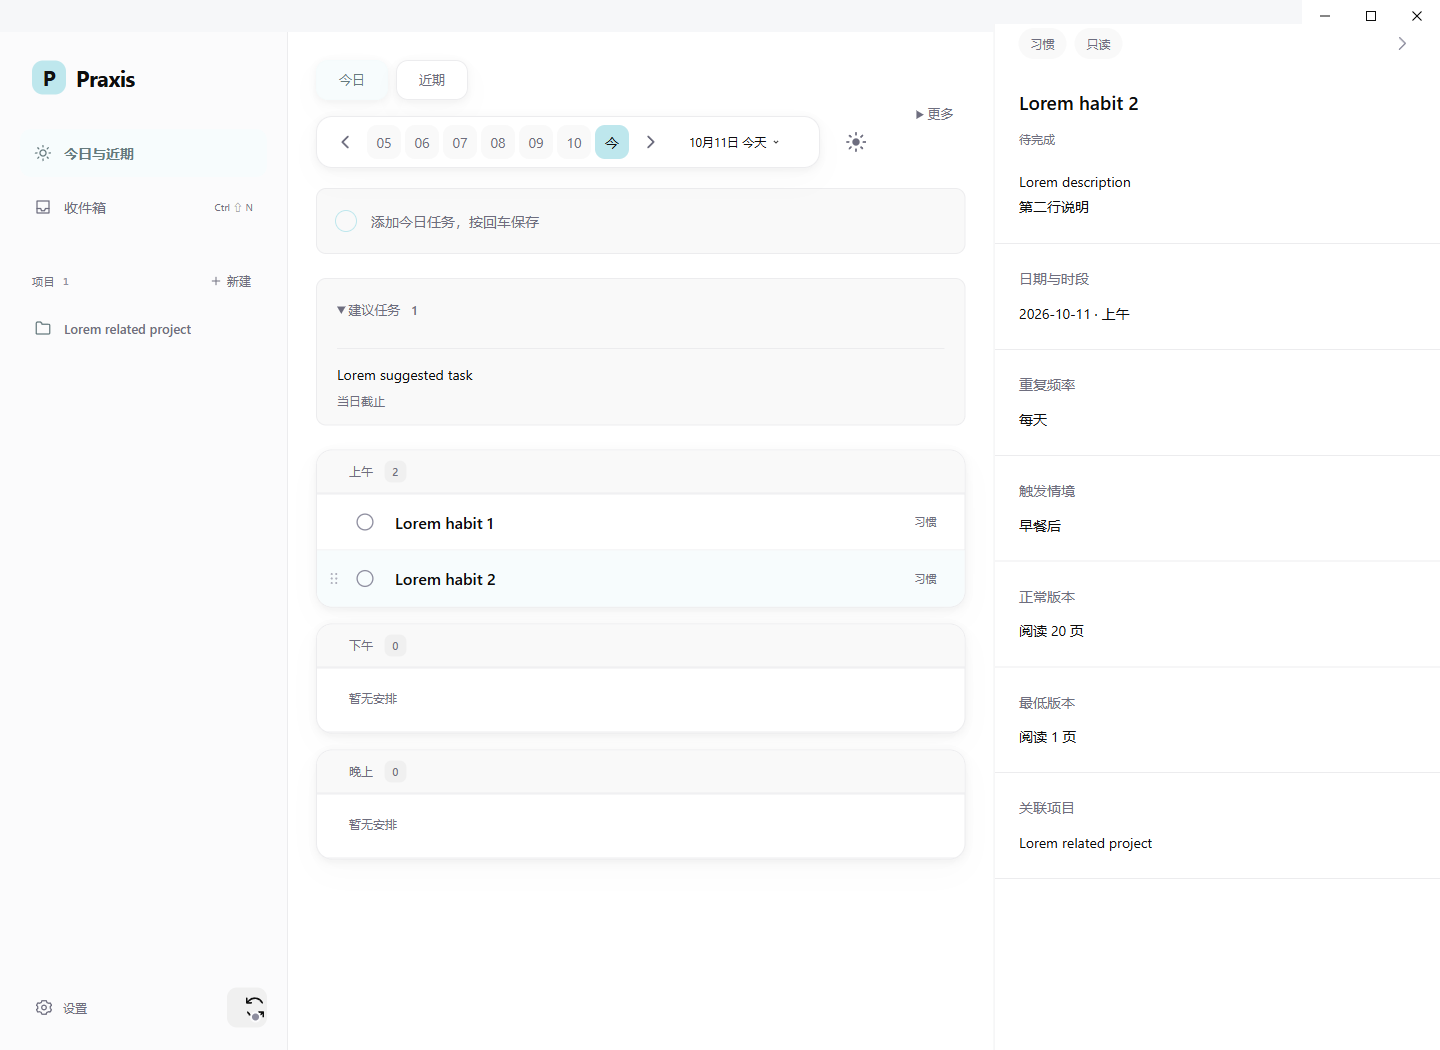 P Praxis
今日与近期
收件箱 Ctrl ⇧ N
项目 1 + 新建
Lorem related project
设置
今日 近期
▶ 更多
05 06 07 08 09 10 今 10月11日 今天
添加今日任务，按回车保存
▼建议任务 1
Lorem suggested task
当日截止
上午 2
Lorem habit 1 习惯
Lorem habit 2 习惯
下午 0
暂无安排
晚上 0
暂无安排
习惯 只读
Lorem habit 2
待完成
Lorem description
第二行说明
日期与时段
2026-10-11 · 上午
重复频率
每天
触发情境
早餐后
正常版本
阅读 20 页
最低版本
阅读 1 页
关联项目
Lorem related project